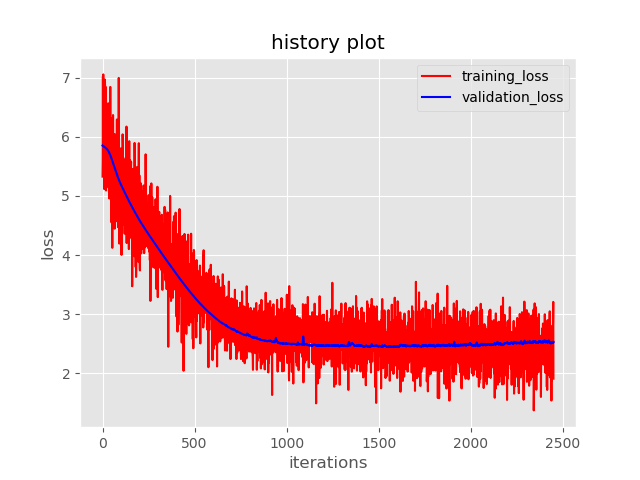 history plot
training_loss
validation_loss
7
6
5
4
3
2
loss
0 500 1000 1500 2000 2500
iterations